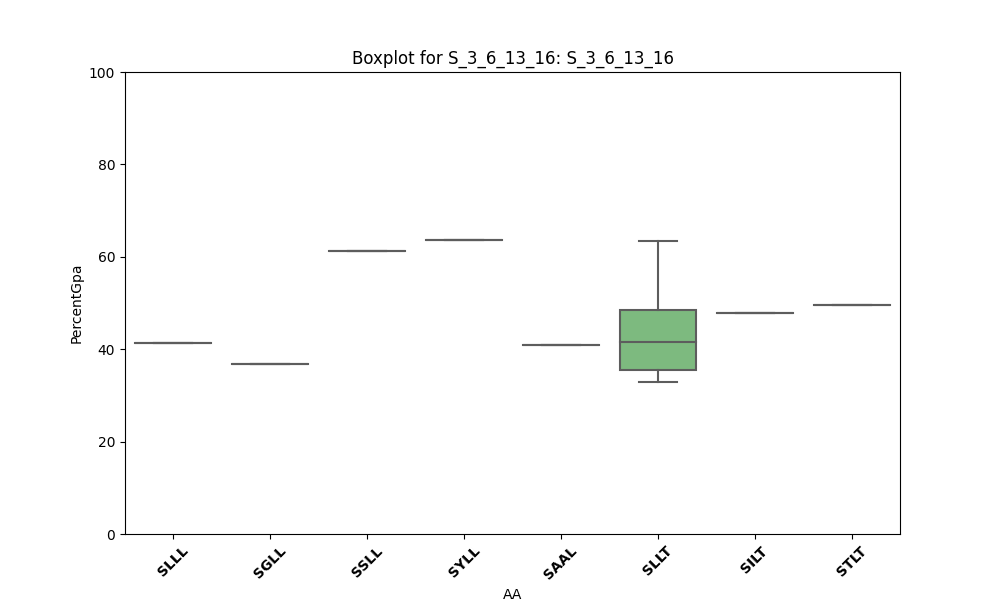 Boxplot for S_3_6_13_16: S_3_6_13_16
100
80
60
40
20
0
PercentGpa
SLLL
SGLL
SSLL
SYLL
SAAL
SLLT
SILT
STLT
AA